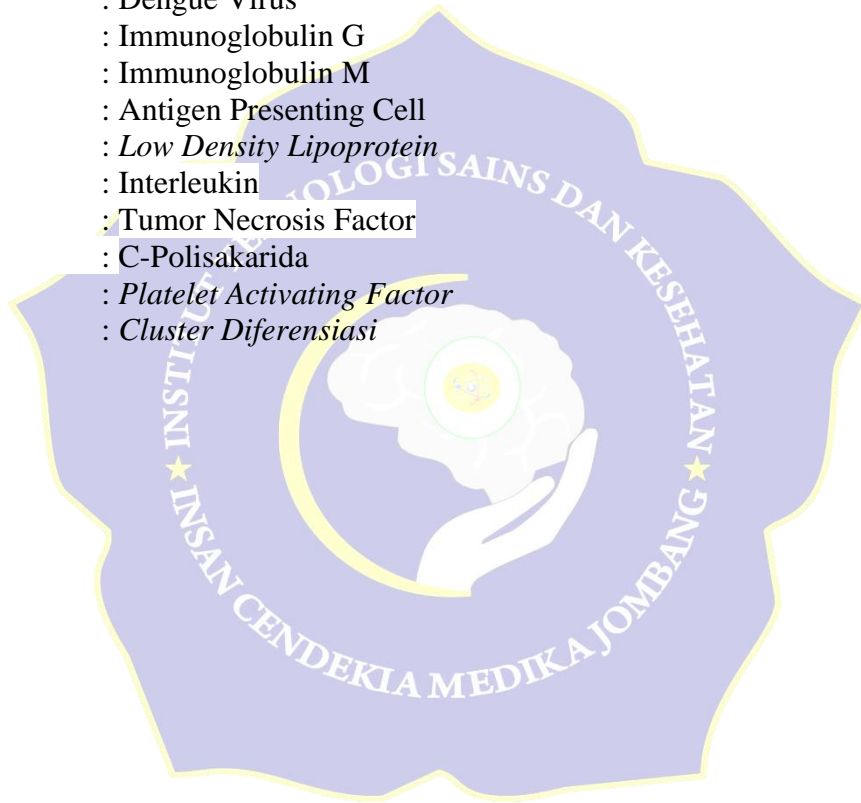 : Dengue Virus
: Immunoglobulin G
: Immunoglobulin M
: Antigen Presenting Cell
: Low Density Lipoprotein
: Interleukin
: Tumor Necrosis Factor
: C-Polisakarida
: Platelet Activating Factor
: Cluster Diferensiasi
INSTITUT TEKNOLOGI SAINS DAN KESEHATAN
INSAN CENDEKIA MEDIKA JOMBANG